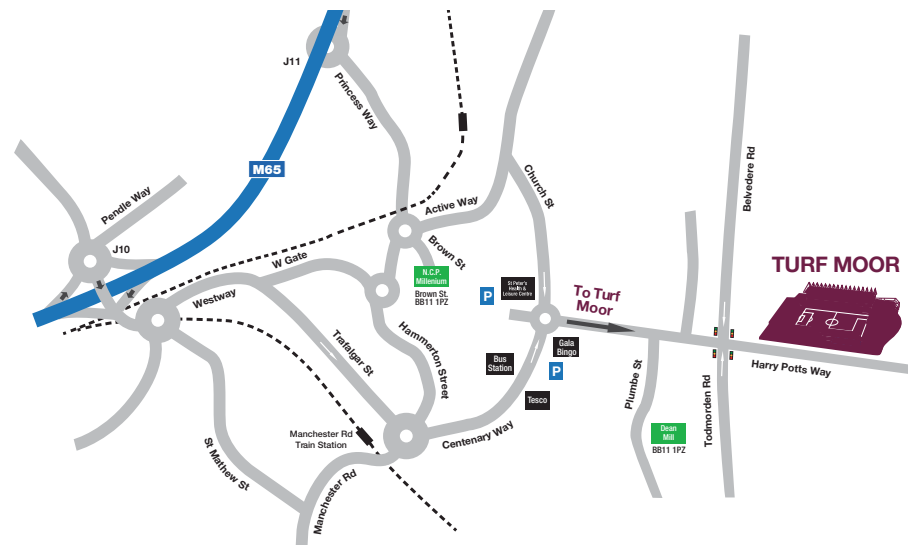 J11
Princess Way
M65
Pendle Way
J10
W Gate
Westway
Active Way
Brown St
N.C.P.
Millenium
Brown St.
BB11 1PZ
Church St
Belvedere Rd
P
St Peter's
Health &
Leisure Centre
To Turf
Moor
TURF MOOR
Trafalgar St
Hammerton Street
Bus
Station
Gala
Bingo
P
Tesco
Harry Potts Way
Plumbe St
Todmorden Rd
Dean
Mill
BB11 1PZ
Manchester Rd
Train Station
Centenary Way
St Mathew St
Manchester Rd